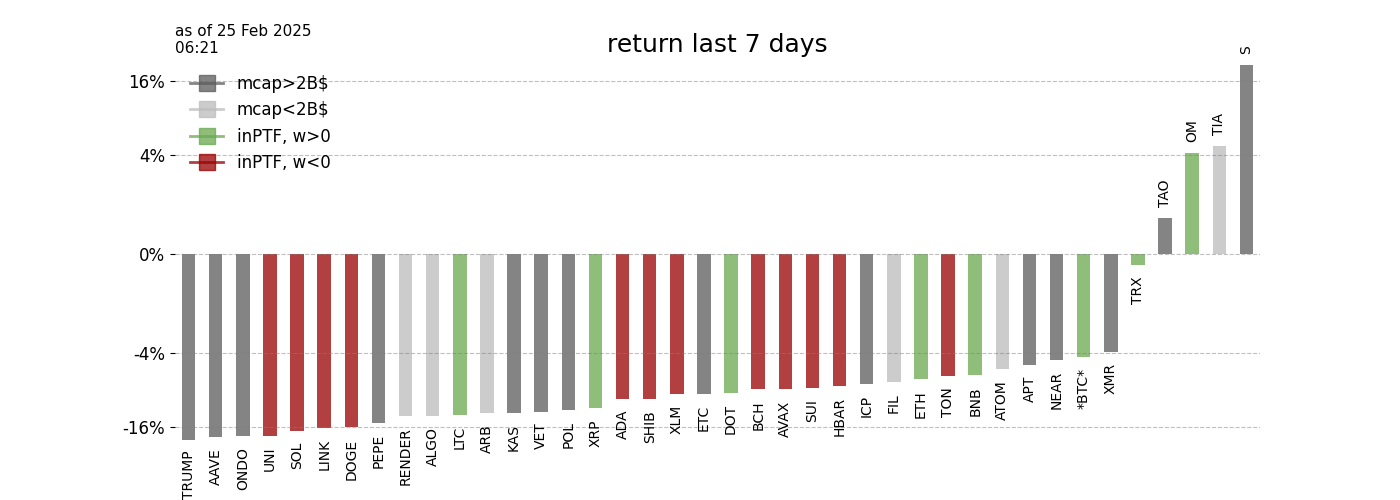 as of 25 Feb 2025
06:21
return last 7 days
mcap>2B$
mcap<2B$
inPTF, w>0
inPTF, w<0
16%
4%
0%
-4%
-16%
TRUMP
AAVE
ONDO
UNI
SOL
LINK
DOGE
PEPE
RENDER
ALGO
LTC
ARB
KAS
VET
POL
XRP
ADA
SHIB
XLM
ETC
DOT
BCH
AVAX
SUI
HBAR
ICP
FIL
ETH
TON
BNB
ATOM
APT
NEAR
*BTC*
XMR
TRX
TAO
OM
TIA
S